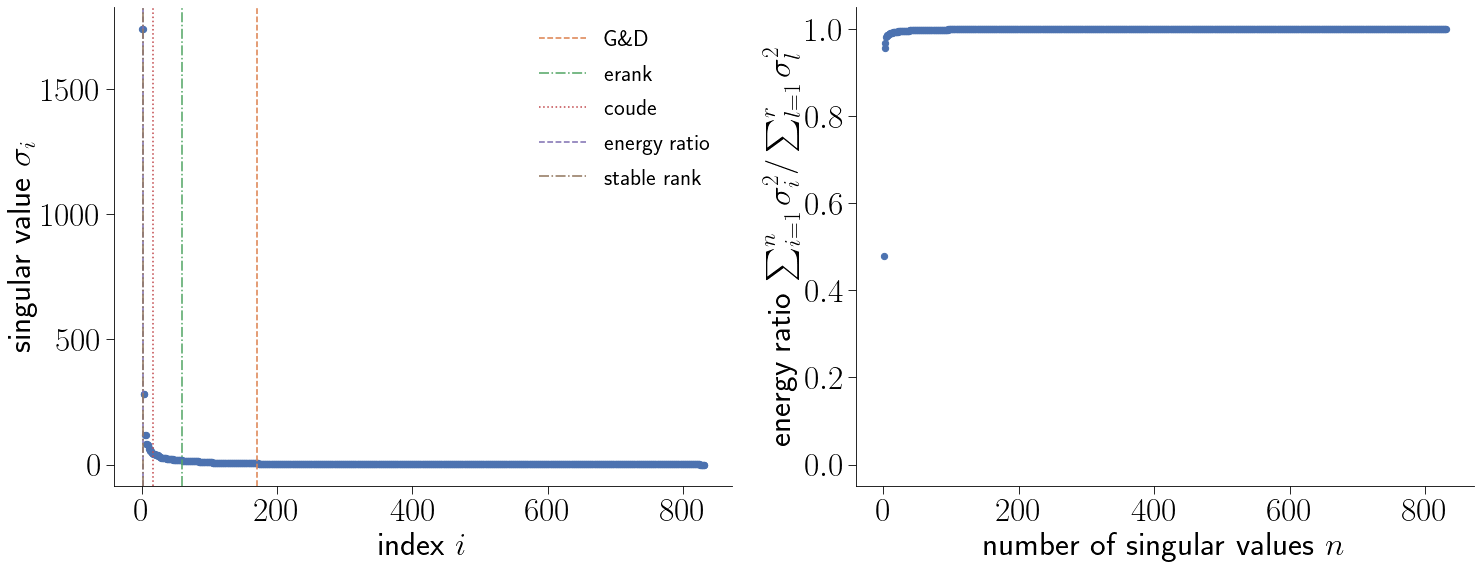 singular value σ_i
1500
1000
500
0
0
200
400
600
800
index i
G&D
erank
coude
energy ratio
stable rank
energy ratio ∑_{i=1}^{n} σ_i^2 / ∑_{l=1}^{r} σ_l^2
1.0
0.8
0.6
0.4
0.2
0.0
0
200
400
600
800
number of singular values n